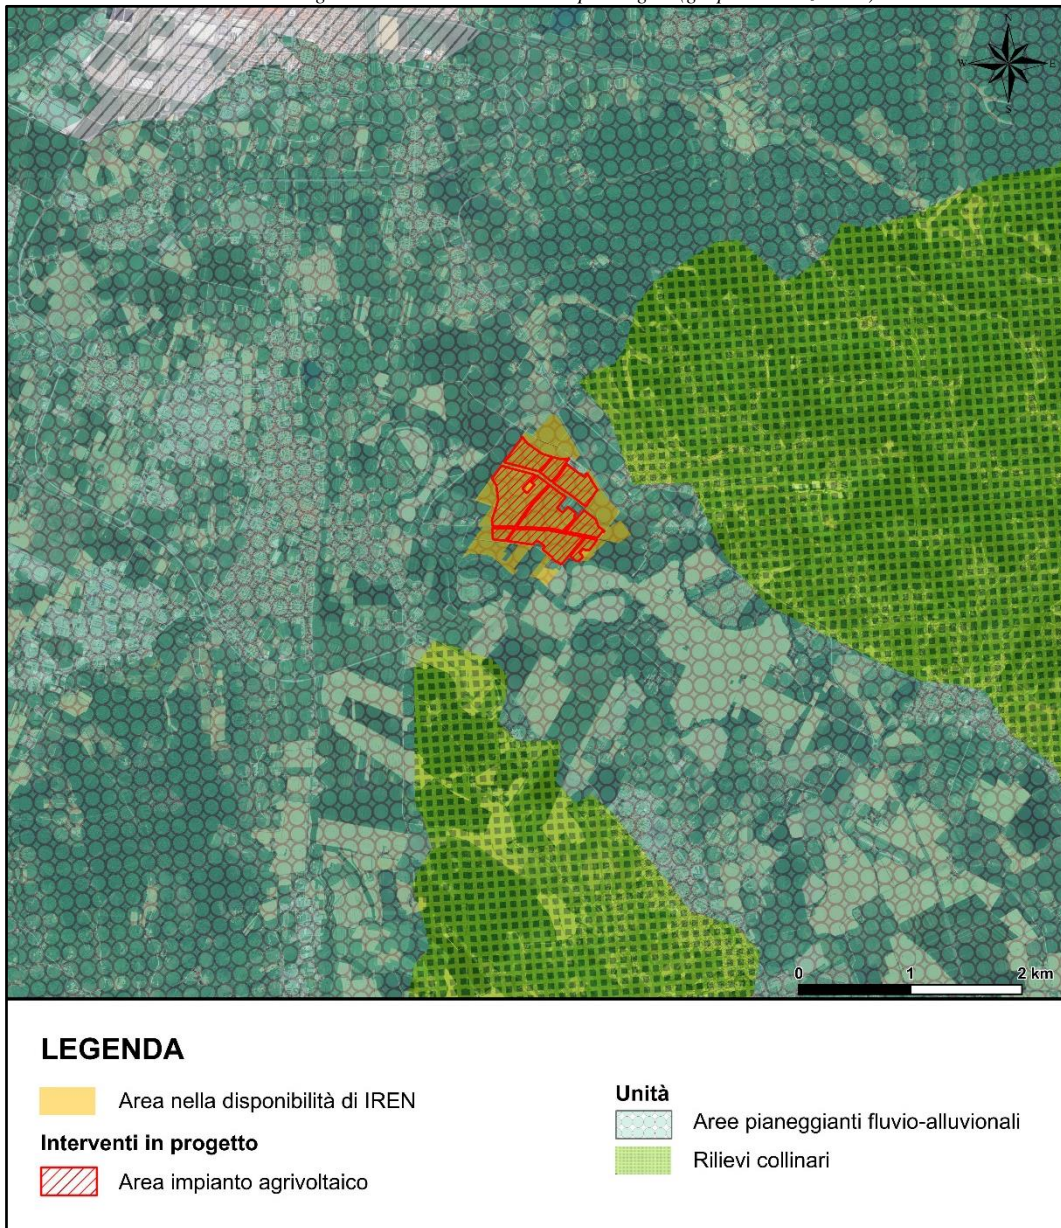 N
W E
S
0 1 2 km
LEGENDA
Area nella disponibilità di IREN
Interventi in progetto
Area impianto agrivoltaico
Unità
Aree pianeggianti fluvio-alluvionali
Rilievi collinari